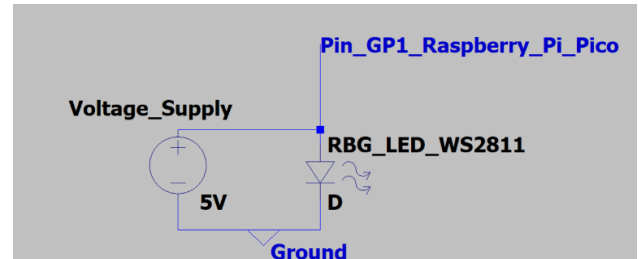 Pin_GP1_Raspberry_Pi_Pico
Voltage_Supply
RBG_LED_WS2811
5V
D
Ground